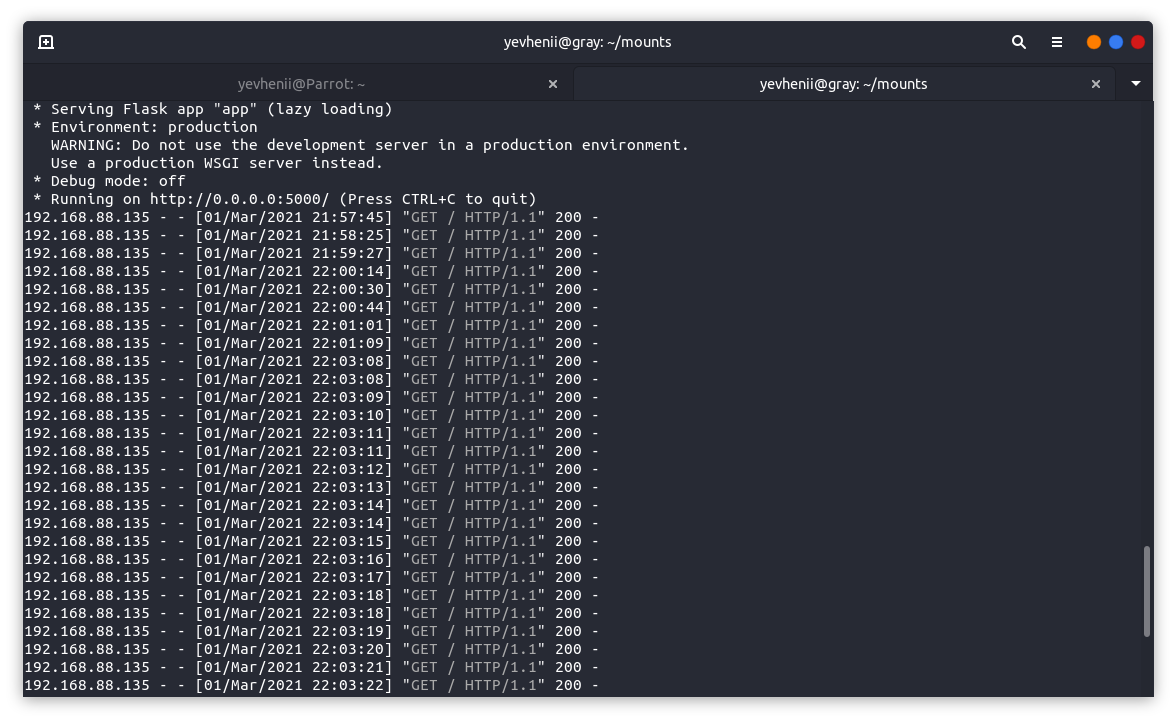 yevhenii@gray: ~/mounts
yevhenii@Parrot: ~
yevhenii@gray: ~/mounts
* Serving Flask app "app" (lazy loading)
* Environment: production
WARNING: Do not use the development server in a production environment.
Use a production WSGI server instead.
* Debug mode: off
* Running on http://0.0.0.0:5000/ (Press CTRL+C to quit)
192.168.88.135 - - [01/Mar/2021 21:57:45] "GET / HTTP/1.1" 200 -
192.168.88.135 - - [01/Mar/2021 21:58:25] "GET / HTTP/1.1" 200 -
192.168.88.135 - - [01/Mar/2021 21:59:27] "GET / HTTP/1.1" 200 -
192.168.88.135 - - [01/Mar/2021 22:00:14] "GET / HTTP/1.1" 200 -
192.168.88.135 - - [01/Mar/2021 22:00:30] "GET / HTTP/1.1" 200 -
192.168.88.135 - - [01/Mar/2021 22:00:44] "GET / HTTP/1.1" 200 -
192.168.88.135 - - [01/Mar/2021 22:01:01] "GET / HTTP/1.1" 200 -
192.168.88.135 - - [01/Mar/2021 22:01:09] "GET / HTTP/1.1" 200 -
192.168.88.135 - - [01/Mar/2021 22:03:08] "GET / HTTP/1.1" 200 -
192.168.88.135 - - [01/Mar/2021 22:03:08] "GET / HTTP/1.1" 200 -
192.168.88.135 - - [01/Mar/2021 22:03:09] "GET / HTTP/1.1" 200 -
192.168.88.135 - - [01/Mar/2021 22:03:10] "GET / HTTP/1.1" 200 -
192.168.88.135 - - [01/Mar/2021 22:03:11] "GET / HTTP/1.1" 200 -
192.168.88.135 - - [01/Mar/2021 22:03:11] "GET / HTTP/1.1" 200 -
192.168.88.135 - - [01/Mar/2021 22:03:12] "GET / HTTP/1.1" 200 -
192.168.88.135 - - [01/Mar/2021 22:03:13] "GET / HTTP/1.1" 200 -
192.168.88.135 - - [01/Mar/2021 22:03:14] "GET / HTTP/1.1" 200 -
192.168.88.135 - - [01/Mar/2021 22:03:14] "GET / HTTP/1.1" 200 -
192.168.88.135 - - [01/Mar/2021 22:03:15] "GET / HTTP/1.1" 200 -
192.168.88.135 - - [01/Mar/2021 22:03:16] "GET / HTTP/1.1" 200 -
192.168.88.135 - - [01/Mar/2021 22:03:17] "GET / HTTP/1.1" 200 -
192.168.88.135 - - [01/Mar/2021 22:03:18] "GET / HTTP/1.1" 200 -
192.168.88.135 - - [01/Mar/2021 22:03:18] "GET / HTTP/1.1" 200 -
192.168.88.135 - - [01/Mar/2021 22:03:19] "GET / HTTP/1.1" 200 -
192.168.88.135 - - [01/Mar/2021 22:03:20] "GET / HTTP/1.1" 200 -
192.168.88.135 - - [01/Mar/2021 22:03:21] "GET / HTTP/1.1" 200 -
192.168.88.135 - - [01/Mar/2021 22:03:22] "GET / HTTP/1.1" 200 -